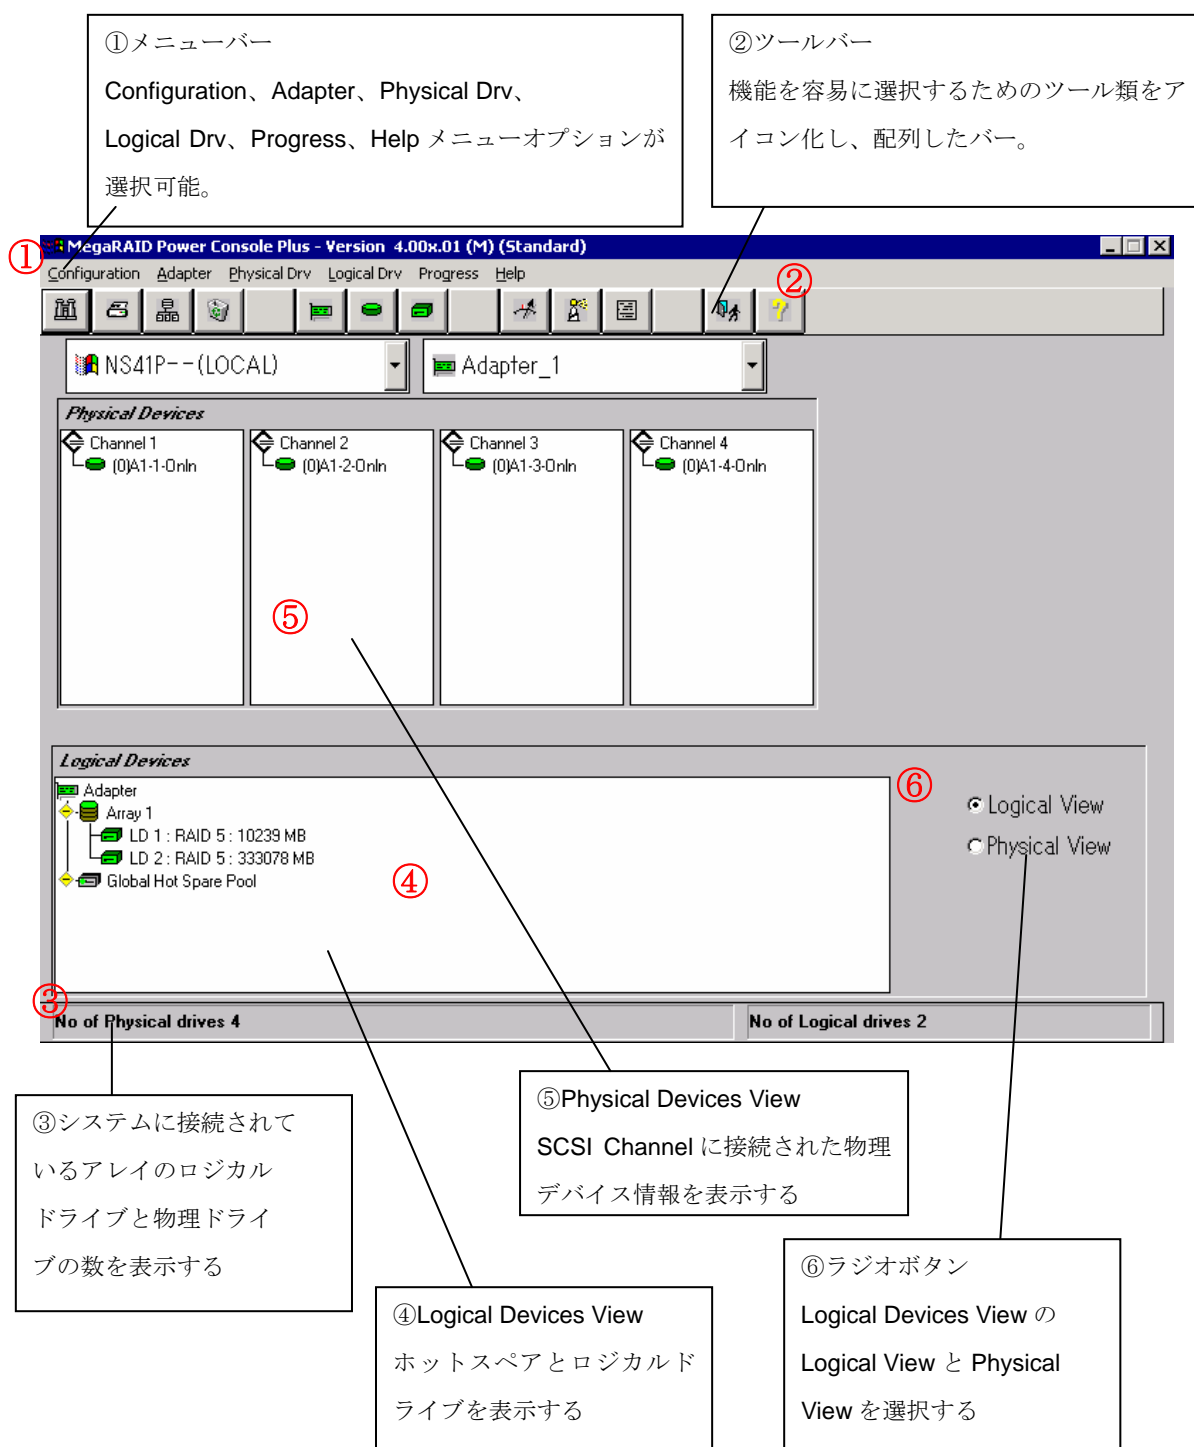 ①メニューバー
Configuration、Adapter、Physical Drv、
Logical Drv、Progress、Help メニューオプションが
選択可能。
②ツールバー
機能を容易に選択するためのツール類をア
イコン化し、配列したバー。
①
MegaRAID Power Console Plus - Version 4.00x.01 (M) (Standard)
Configuration Adapter Physical Drv Logical Drv Progress Help
②
NS41P--(LOCAL)
Adapter_1
Physical Devices
Channel 1
(0)A1-1-Onln
Channel 2
(0)A1-2-Onln
Channel 3
(0)A1-3-Onln
Channel 4
(0)A1-4-Onln
⑤
Logical Devices
Adapter
Array 1
LD 1 : RAID 5 : 10239 MB
LD 2 : RAID 5 : 333078 MB
Global Hot Spare Pool
④
⑥
Logical View
Physical View
③
No of Physical drives 4
No of Logical drives 2
③システムに接続されて
いるアレイのロジカル
ドライブと物理ドライ
ブの数を表示する
⑤Physical Devices View
SCSI Channel に接続された物理
デバイス情報を表示する
④Logical Devices View
ホットスペアとロジカルド
ライブを表示する
⑥ラジオボタン
Logical Devices View の
Logical View と Physical
View を選択する